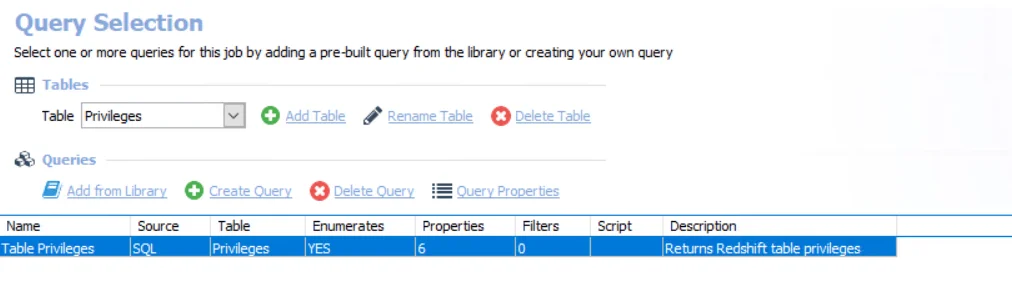 Query Selection
Select one or more queries for this job by adding a pre-built query from the library or creating your own query
Tables
Table Privileges Add Table Rename Table Delete Table
Queries
Add from Library Create Query Delete Query Query Properties
Name Source Table Enumerates Properties Filters Script Description
Table Privileges SQL Privileges YES 6 0 Returns Redshift table privileges